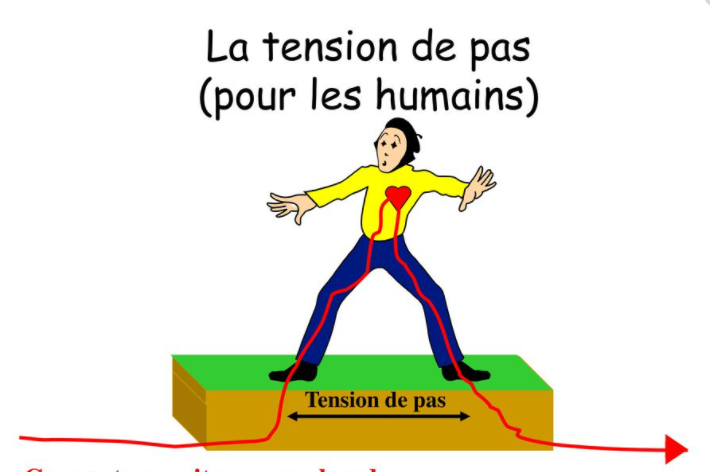 La tension de pas
(pour les humains)
Tension de pas